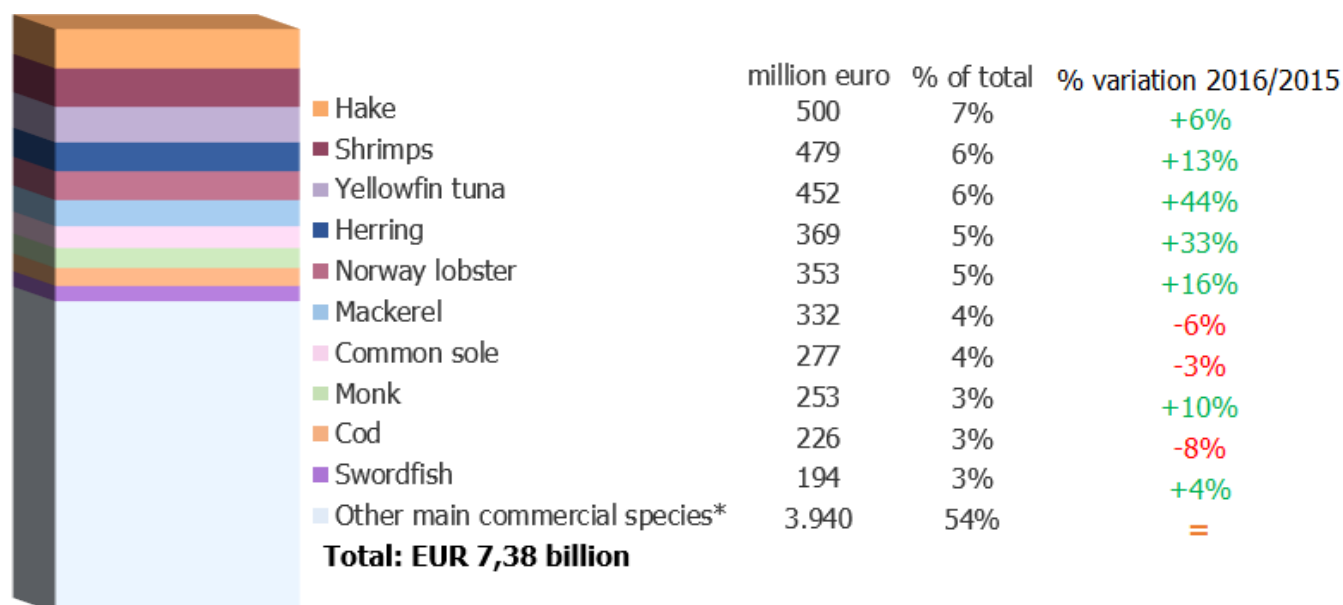 million euro % of total % variation 2016/2015
Hake 500 7% +6%
Shrimps 479 6% +13%
Yellowfin tuna 452 6% +44%
Herring 369 5% +33%
Norway lobster 353 5% +16%
Mackerel 332 4% -6%
Common sole 277 4% -3%
Monk 253 3% +10%
Cod 226 3% -8%
Swordfish 194 3% +4%
Other main commercial species* 3.940 54% =
Total: EUR 7,38 billion